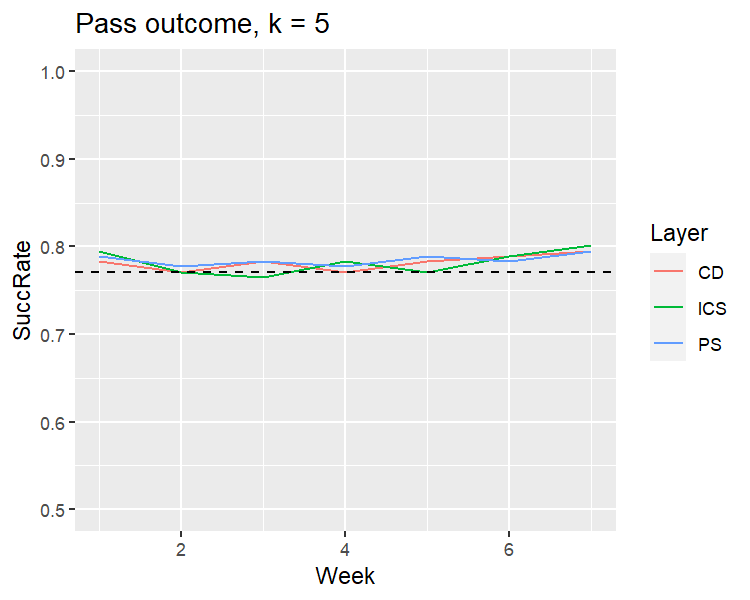 Pass outcome, k = 5
1.0
0.9
0.8
0.7
0.6
0.5
SuccRate
2
4
6
Week
Layer
CD
ICS
PS